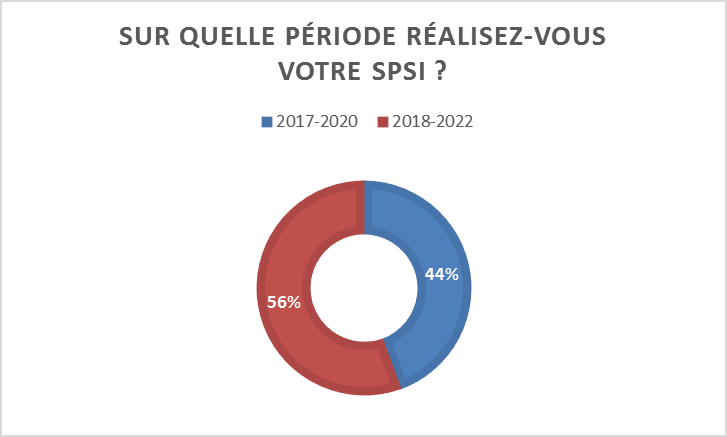 SUR QUELLE PÉRIODE RÉALISEZ-VOUS
VOTRE SPSI ?
2017-2020 2018-2022
44%
56%